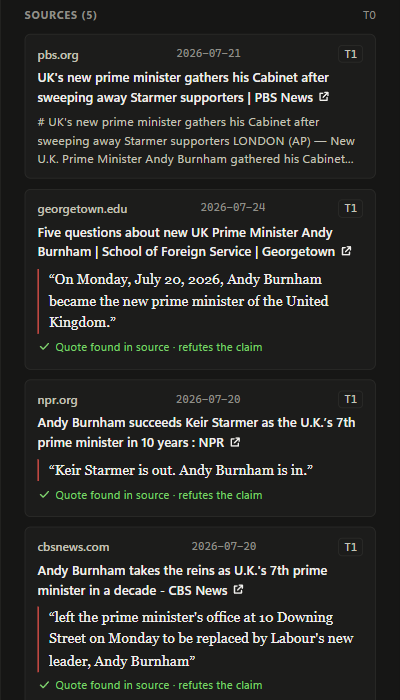 SOURCES (5) T0
pbs.org 2026-07-21 T1
UK's new prime minister gathers his Cabinet after
sweeping away Starmer supporters | PBS News
# UK's new prime minister gathers his Cabinet after
sweeping away Starmer supporters LONDON (AP) — New
U.K. Prime Minister Andy Burnham gathered his Cabinet...
georgetown.edu 2026-07-24 T1
Five questions about new UK Prime Minister Andy
Burnham | School of Foreign Service | Georgetown
“On Monday, July 20, 2026, Andy Burnham
became the new prime minister of the United
Kingdom.”
Quote found in source · refutes the claim
npr.org 2026-07-20 T1
Andy Burnham succeeds Keir Starmer as the U.K.'s 7th
prime minister in 10 years : NPR
“Keir Starmer is out. Andy Burnham is in.”
Quote found in source · refutes the claim
cbsnews.com 2026-07-20 T1
Andy Burnham takes the reins as U.K.'s 7th prime
minister in a decade - CBS News
“left the prime minister's office at 10 Downing
Street on Monday to be replaced by Labour's new
leader, Andy Burnham”
Quote found in source · refutes the claim